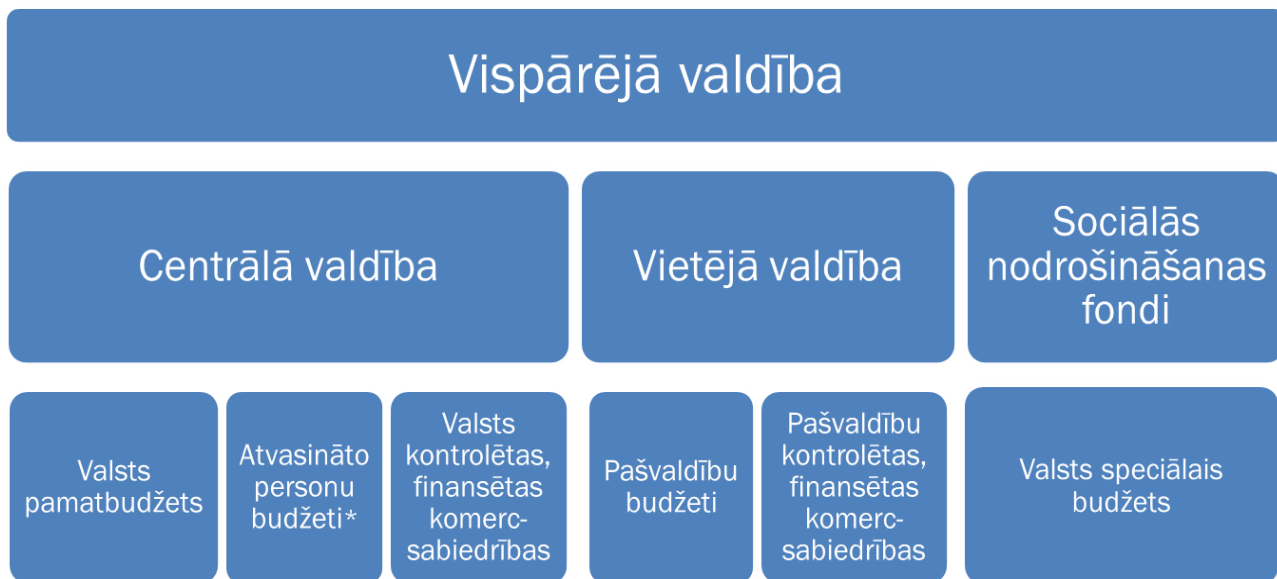 Vispārējā valdība
Centrālā valdība
Vietējā valdība
Sociālās
nodrošināšanas
fondi
Valsts
pamatbudžets
Atvasināto
personu
budžeti*
Valsts
kontrolētas,
finansētas
komerc-
sabiedrības
Pašvaldību
budžeti
Pašvaldību
kontrolētas,
finansētas
komerc-
sabiedrības
Valsts speciālais
budžets